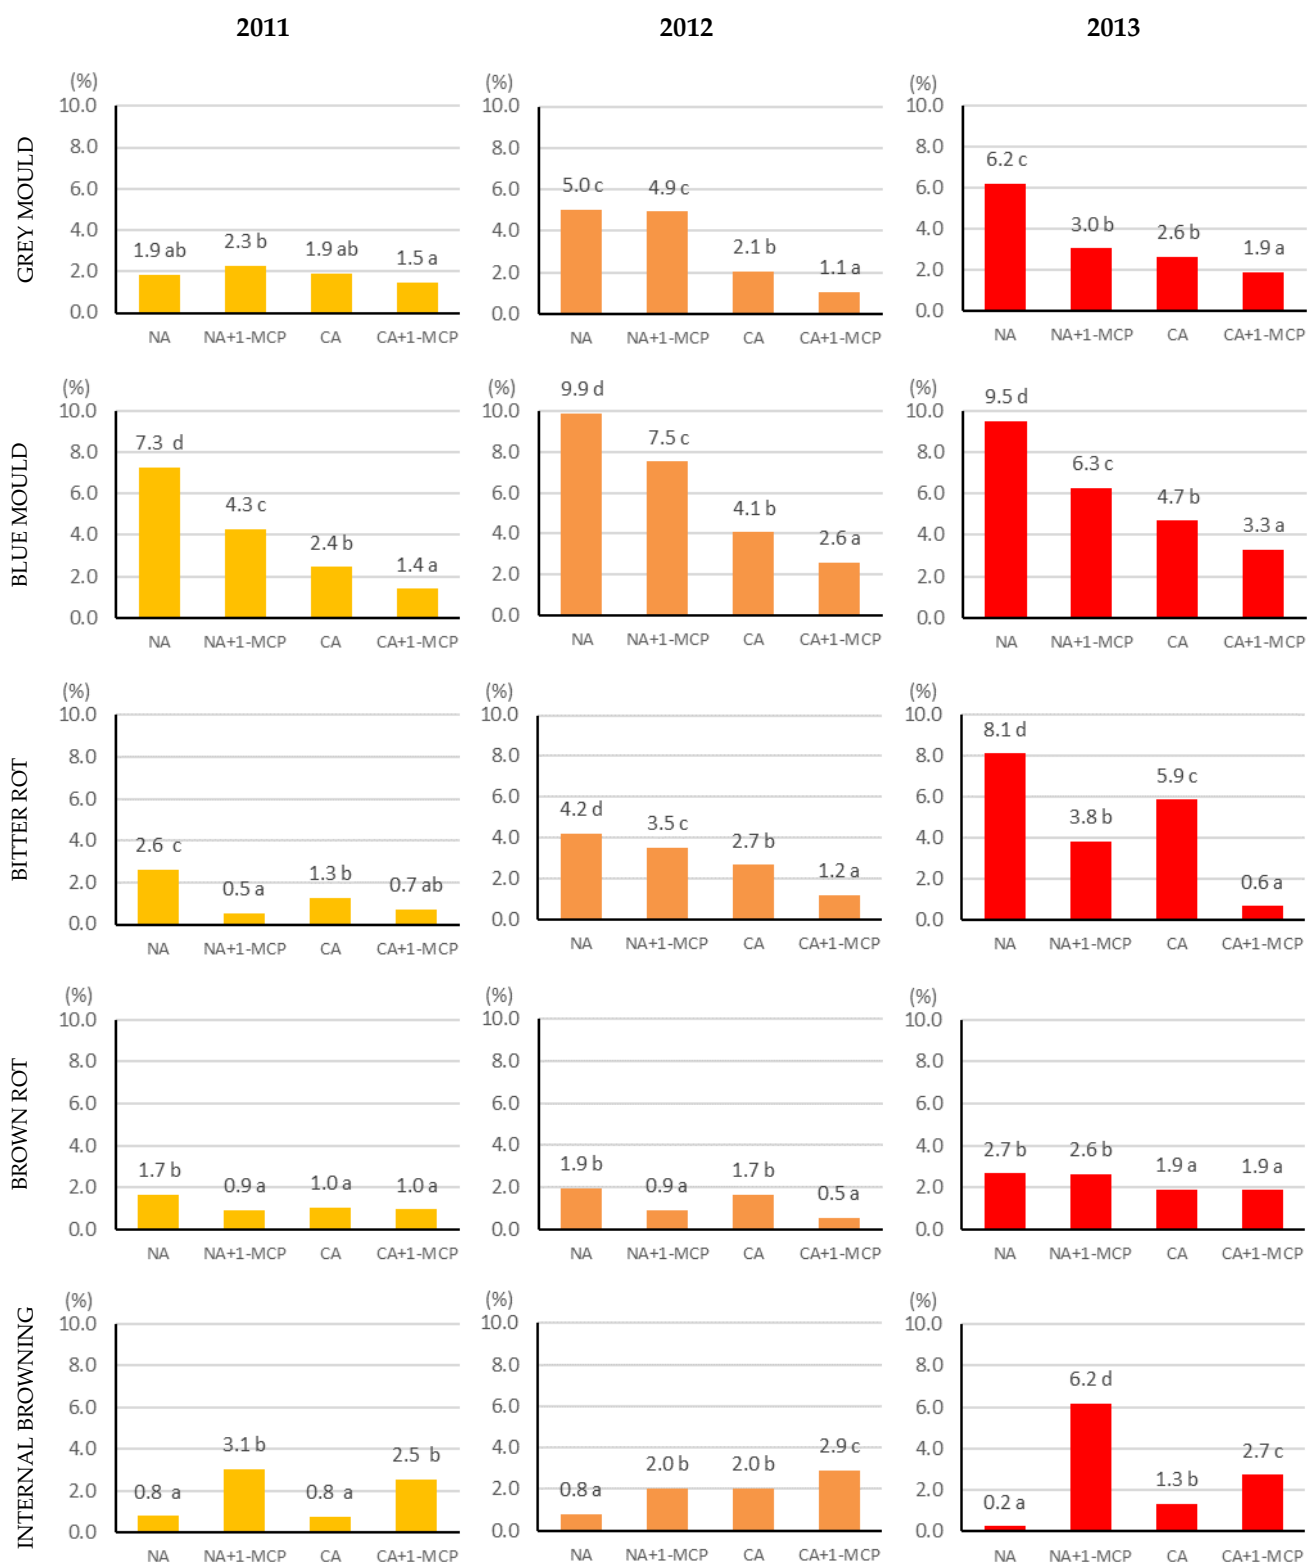 2011 2012 2013
GREY MOULD
(%) (%) (%)
10.0 10.0 10.0
8.0 8.0 8.0
6.0 6.0 6.0
4.0 4.0 4.0
2.0 2.0 2.0
0.0 0.0 0.0
1.9 ab 2.3 b 1.9 ab 1.5 a
5.0 c 4.9 c 2.1 b 1.1 a
6.2 c 3.0 b 2.6 b 1.9 a
NA NA+1-MCP CA CA+1-MCP NA NA+1-MCP CA CA+1-MCP NA NA+1-MCP CA CA+1-MCP
BLUE MOULD
(%) (%) (%)
10.0 10.0 10.0
8.0 8.0 8.0
6.0 6.0 6.0
4.0 4.0 4.0
2.0 2.0 2.0
0.0 0.0 0.0
7.3 d 4.3 c 2.4 b 1.4 a
9.9 d 7.5 c 4.1 b 2.6 a
9.5 d 6.3 c 4.7 b 3.3 a
NA NA+1-MCP CA CA+1-MCP NA NA+1-MCP CA CA+1-MCP NA NA+1-MCP CA CA+1-MCP
BITTER ROT
(%) (%) (%)
10.0 10.0 10.0
8.0 8.0 8.0
6.0 6.0 6.0
4.0 4.0 4.0
2.0 2.0 2.0
0.0 0.0 0.0
2.6 c 0.5 a 1.3 b 0.7 ab
4.2 d 3.5 c 2.7 b 1.2 a
8.1 d 3.8 b 5.9 c 0.6 a
NA NA+1-MCP CA CA+1-MCP NA NA+1-MCP CA CA+1-MCP NA NA+1-MCP CA CA+1-MCP
BROWN ROT
(%) (%) (%)
10.0 10.0 10.0
8.0 8.0 8.0
6.0 6.0 6.0
4.0 4.0 4.0
2.0 2.0 2.0
0.0 0.0 0.0
1.7 b 0.9 a 1.0 a 1.0 a
1.9 b 0.9 a 1.7 b 0.5 a
2.7 b 2.6 b 1.9 a 1.9 a
NA NA+1-MCP CA CA+1-MCP NA NA+1-MCP CA CA+1-MCP NA NA+1-MCP CA CA+1-MCP
INTERNAL BROWNING
(%) (%) (%)
10.0 10.0 10.0
8.0 8.0 8.0
6.0 6.0 6.0
4.0 4.0 4.0
2.0 2.0 2.0
0.0 0.0 0.0
0.8 a 3.1 b 0.8 a 2.5 b
0.8 a 2.0 b 2.0 b 2.9 c
0.2 a 6.2 d 1.3 b 2.7 c
NA NA+1-MCP CA CA+1-MCP NA NA+1-MCP CA CA+1-MCP NA NA+1-MCP CA CA+1-MCP